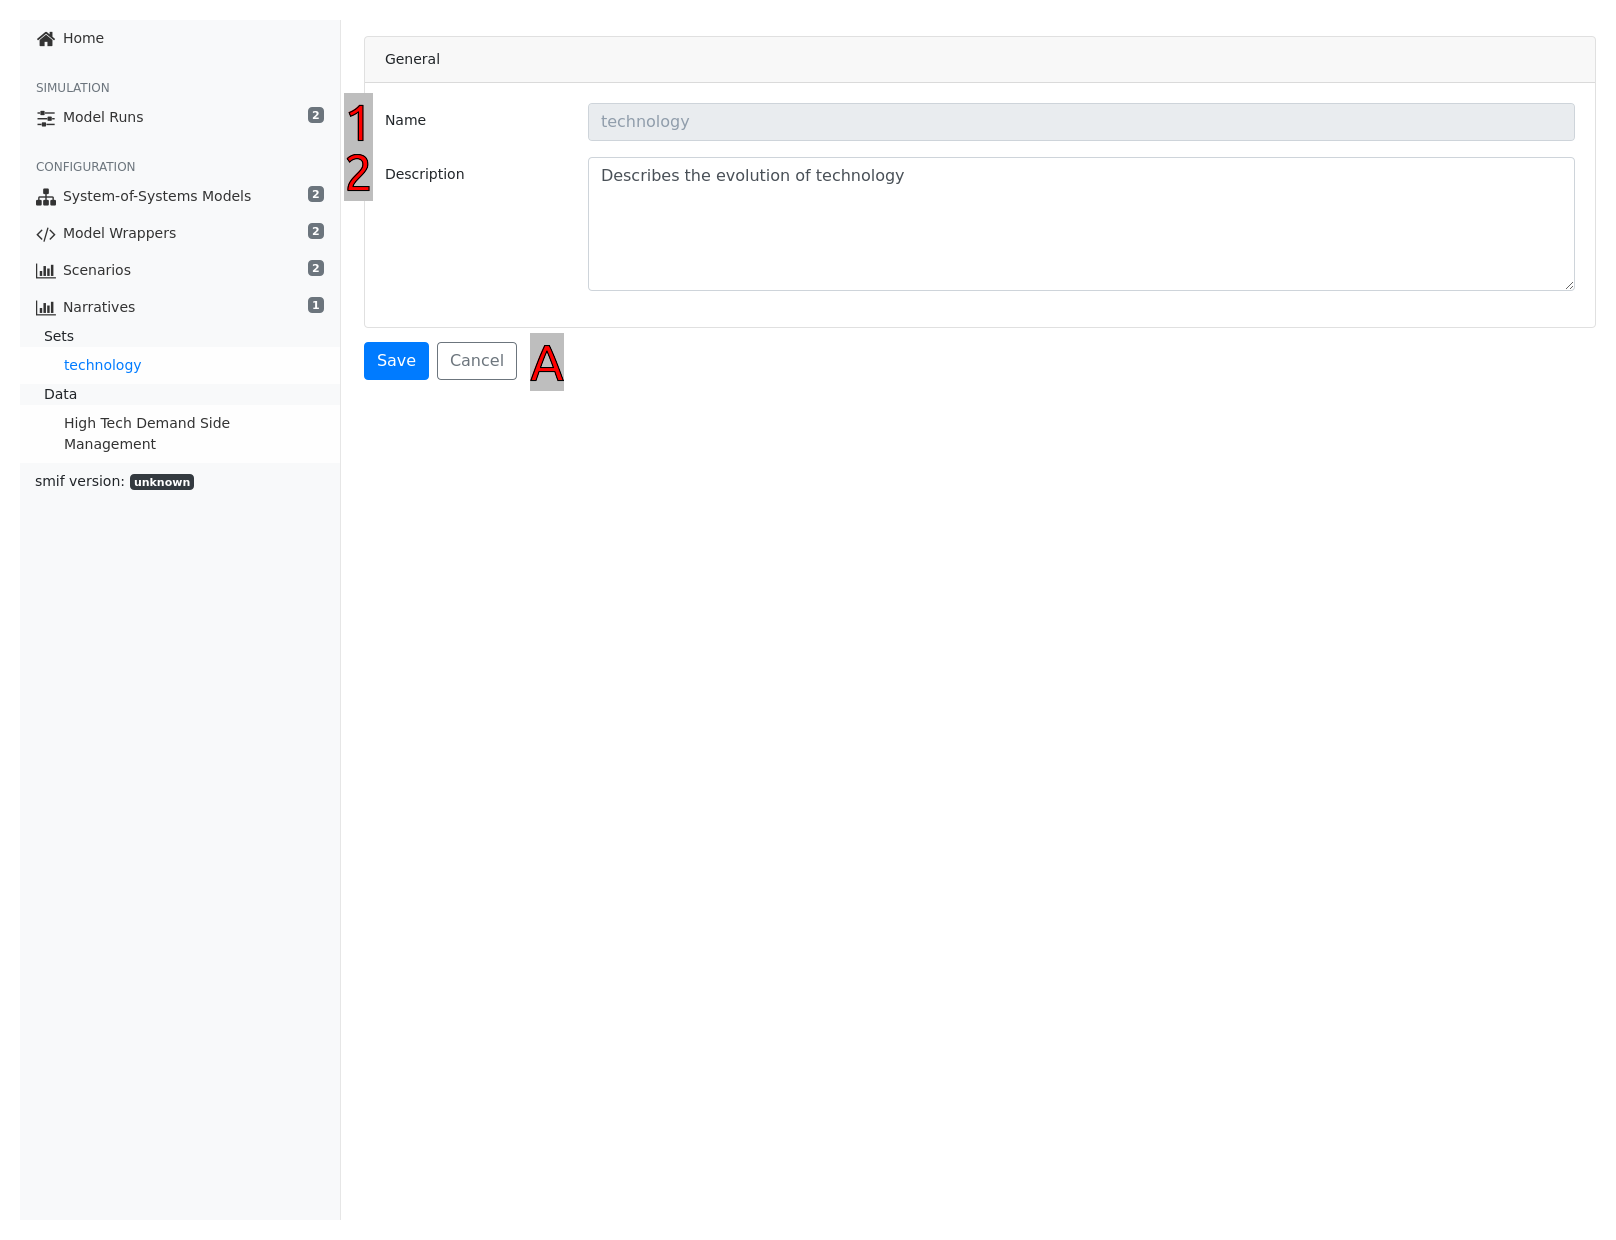 Home
SIMULATION
Model Runs 2
CONFIGURATION
System-of-Systems Models 2
Model Wrappers 2
Scenarios 2
Narratives 1
Sets
technology
Data
High Tech Demand Side
Management
smif version: unknown
General
1 Name technology
2 Description Describes the evolution of technology
Save Cancel A